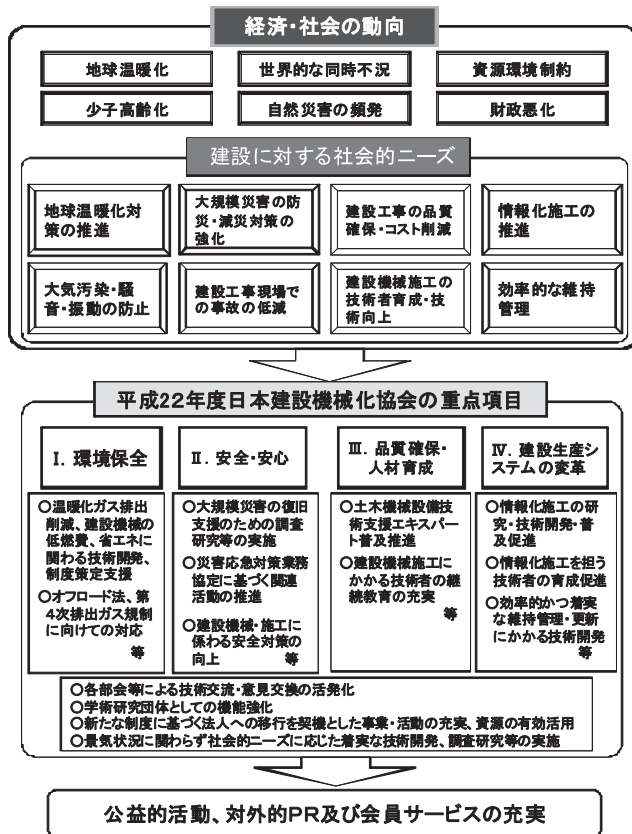 経済・社会の動向
地球温暖化
世界的な同時不況
資源環境制約
少子高齢化
自然災害の頻発
財政悪化
建設に対する社会的ニーズ
地球温暖化対
策の推進
大規模災害の防
災・減災対策の
強化
建設工事の品質
確保・コスト削減
情報化施工の
推進
大気汚染・騒
音・振動の防止
建設工事現場で
の事故の低減
建設機械施工の
技術者育成・技
術向上
効率的な維持
管理
平成22年度日本建設機械化協会の重点項目
Ⅰ. 環境保全
○温暖化ガス排出
削減、建設機械の
低燃費、省エネに
関わる技術開発、
制度策定支援
○オフロード法、第
4次排出ガス規制
に向けての対応
等
Ⅱ. 安全・安心
○大規模災害の復旧
支援のための調査
研究等の実施
○災害応急対策業務
協定に基づく関連
活動の推進
○建設機械・施工に
係わる安全対策の
向上 等
Ⅲ. 品質確保・
人材育成
○土木機械設備技
術支援エキスパー
ト普及推進
○建設機械施工に
かかる技術者の継
続教育の充実
等
Ⅳ. 建設生産シ
ステムの変革
○情報化施工の研
究・技術開発・普
及促進
○情報化施工を担う
技術者の育成促進
○効率的かつ着実
な維持管理・更新
にかかる技術開発
等
○各部会等による技術交流・意見交換の活発化
○学術研究団体としての機能強化
○新たな制度に基づく法人への移行を契機とした事業・活動の充実、資源の有効活用
○景気状況に関わらず社会的ニーズに応じた着実な技術開発、調査研究等の実施
公益的活動、対外的PR及び会員サービスの充実